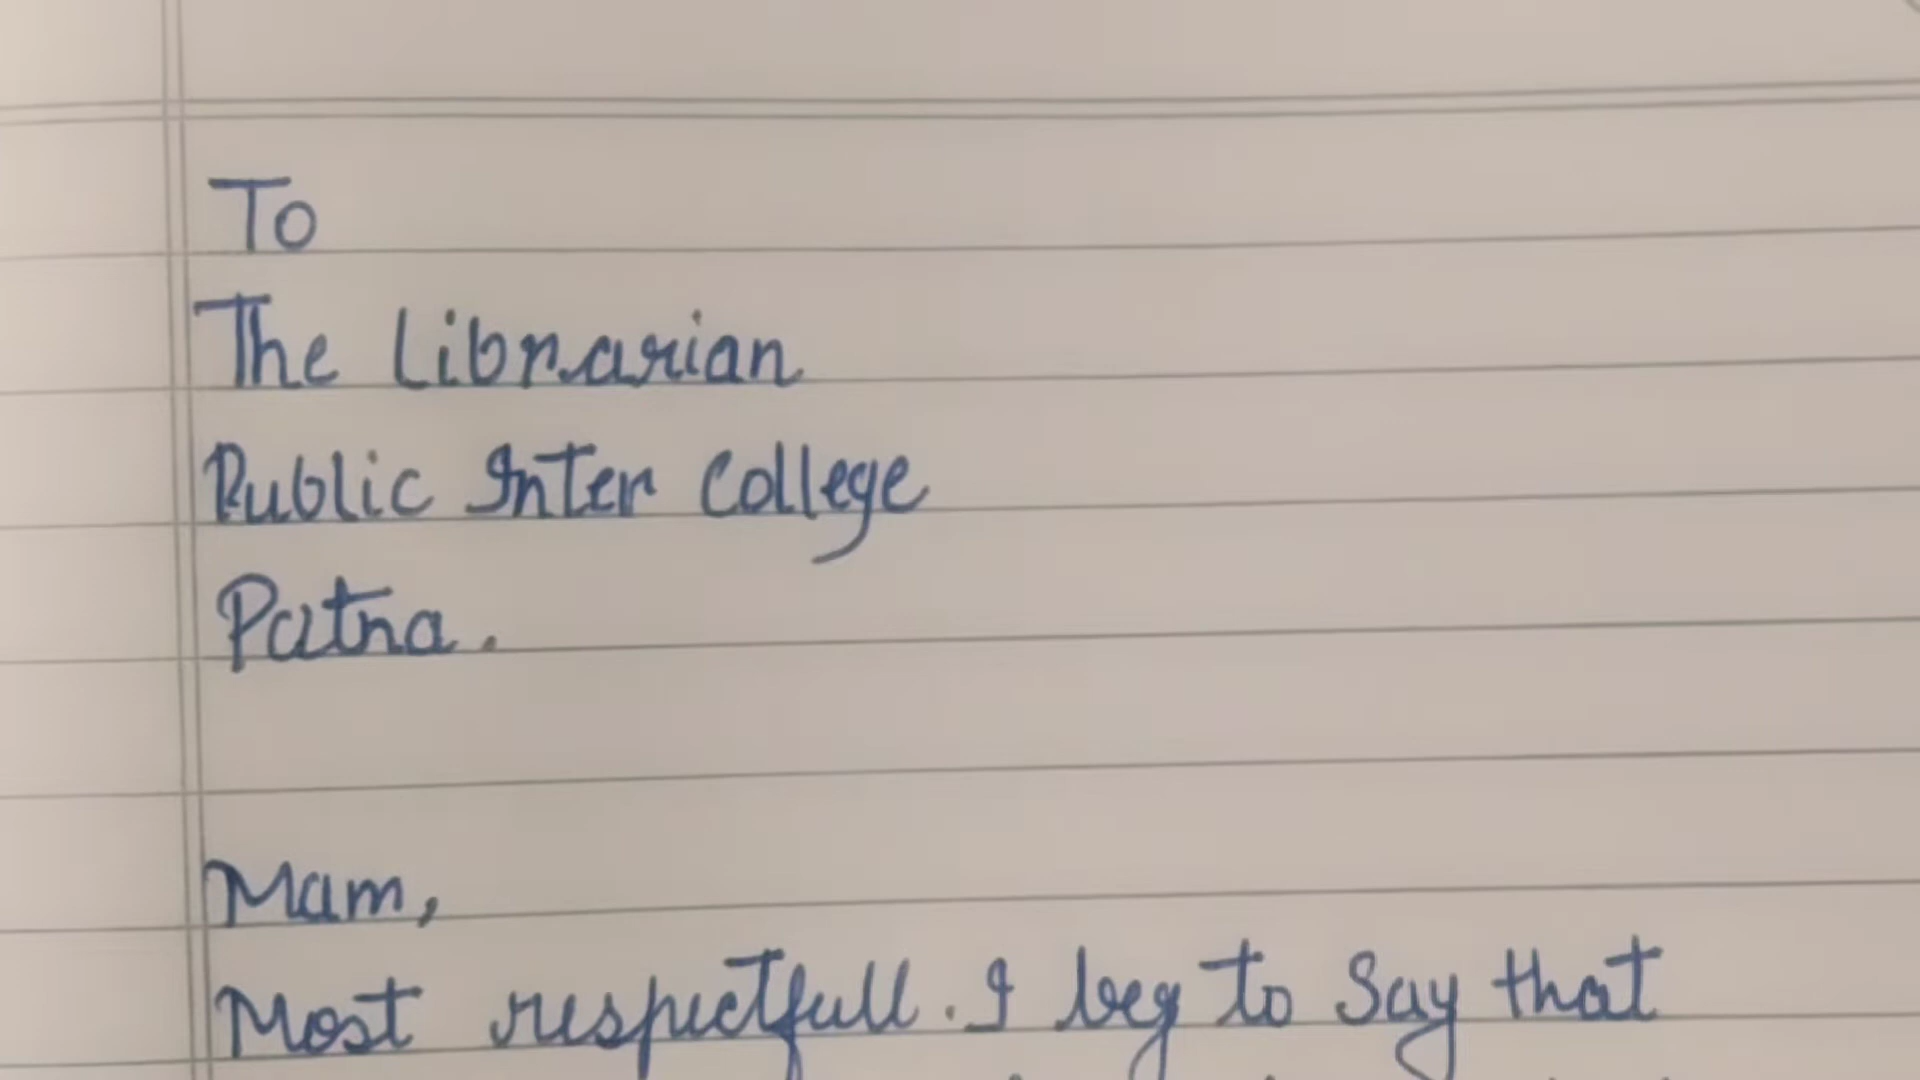 To
The Librarian
Public Inter College
Patna.
Mam,
Most respectfull. I beg to say that